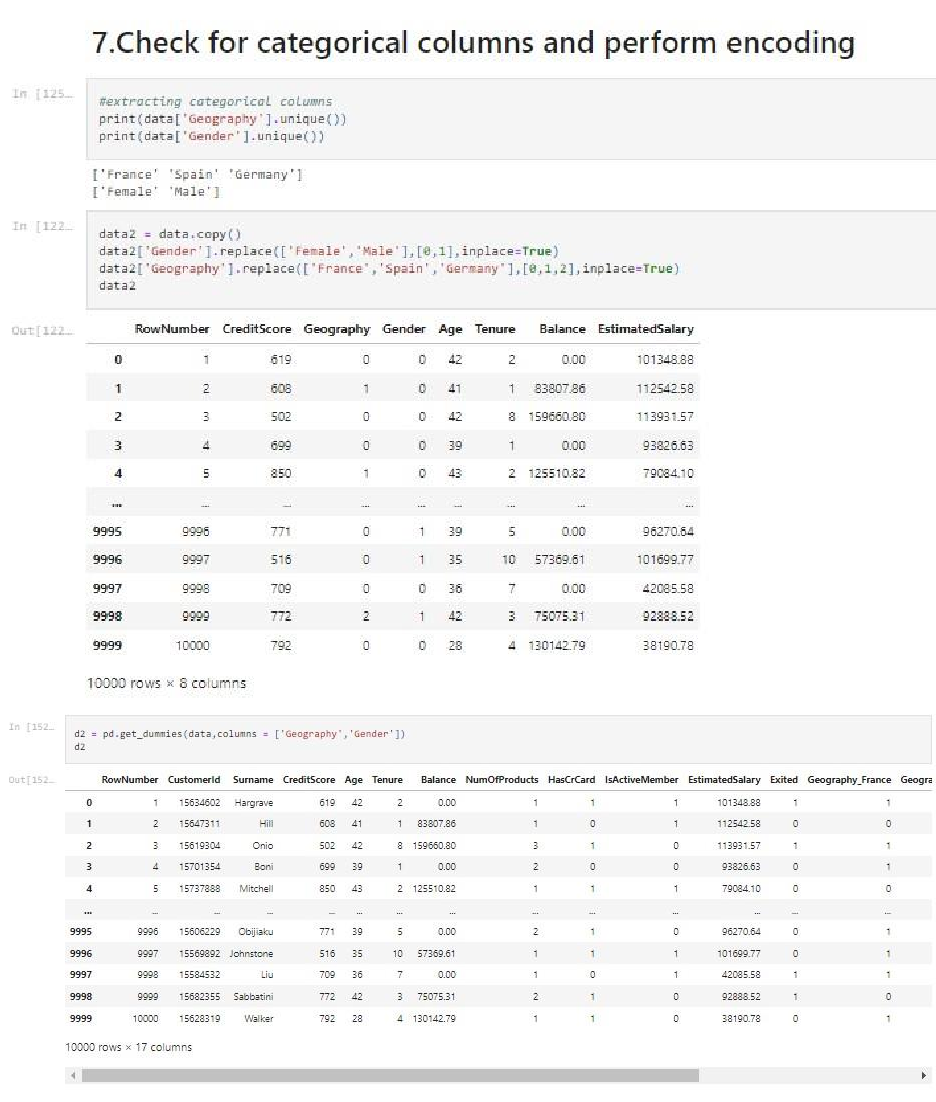 7.Check for categorical columns and perform encoding
In [125...
#extracting categorical columns
print(data['Geography'].unique())
print(data['Gender'].unique())
['France' 'Spain' 'Germany']
['Female' 'Male']
In [122...
data2 = data.copy()
data2['Gender'].replace(['Female','Male'],[0,1],inplace=True)
data2['Geography'].replace(['France','Spain','Germany'],[0,1,2],inplace=True)
data2
Out[122...
RowNumber CreditScore Geography Gender Age Tenure Balance EstimatedSalary
0 1 619 0 0 42 2 0.00 101348.88
1 2 608 1 0 41 1 83807.86 112542.58
2 3 502 0 0 42 8 159660.80 113931.57
3 4 699 0 0 39 1 0.00 93826.63
4 5 850 1 0 43 2 125510.82 79084.10
... ... ... ... ... ... ... ... ...
9995 9996 771 0 1 39 5 0.00 96270.64
9996 9997 516 0 1 35 10 57369.61 101699.77
9997 9998 709 0 0 36 7 0.00 42085.58
9998 9999 772 2 1 42 3 75075.31 92888.52
9999 10000 792 0 0 28 4 130142.79 38190.78
10000 rows × 8 columns
In [152...
d2 = pd.get_dummies(data,columns = ['Geography','Gender'])
d2
Out[152...
RowNumber CustomerId Surname CreditScore Age Tenure Balance NumOfProducts HasCrCard IsActiveMember EstimatedSalary Exited Geography_France Geogra
0 1 15634602 Hargrave 619 42 2 0.00 1 1 1 101348.88 1 1
1 2 15647311 Hill 608 41 1 83807.86 1 0 1 112542.58 0 0
2 3 15619304 Onio 502 42 8 159660.80 3 1 0 113931.57 1 1
3 4 15701354 Boni 699 39 1 0.00 2 0 0 93826.63 0 1
4 5 15737888 Mitchell 850 43 2 125510.82 1 1 1 79084.10 0 0
... ... ... ... ... ... ... ... ... ... ... ... ... ...
9995 9996 15606229 Obijiaku 771 39 5 0.00 2 1 0 96270.64 0 1
9996 9997 15569892 Johnstone 516 35 10 57369.61 1 1 1 101699.77 0 1
9997 9998 15584532 Liu 709 36 7 0.00 1 0 1 42085.58 1 1
9998 9999 15682355 Sabbatini 772 42 3 75075.31 2 1 0 92888.52 1 0
9999 10000 15628319 Walker 792 28 4 130142.79 1 1 0 38190.78 0 1
10000 rows × 17 columns